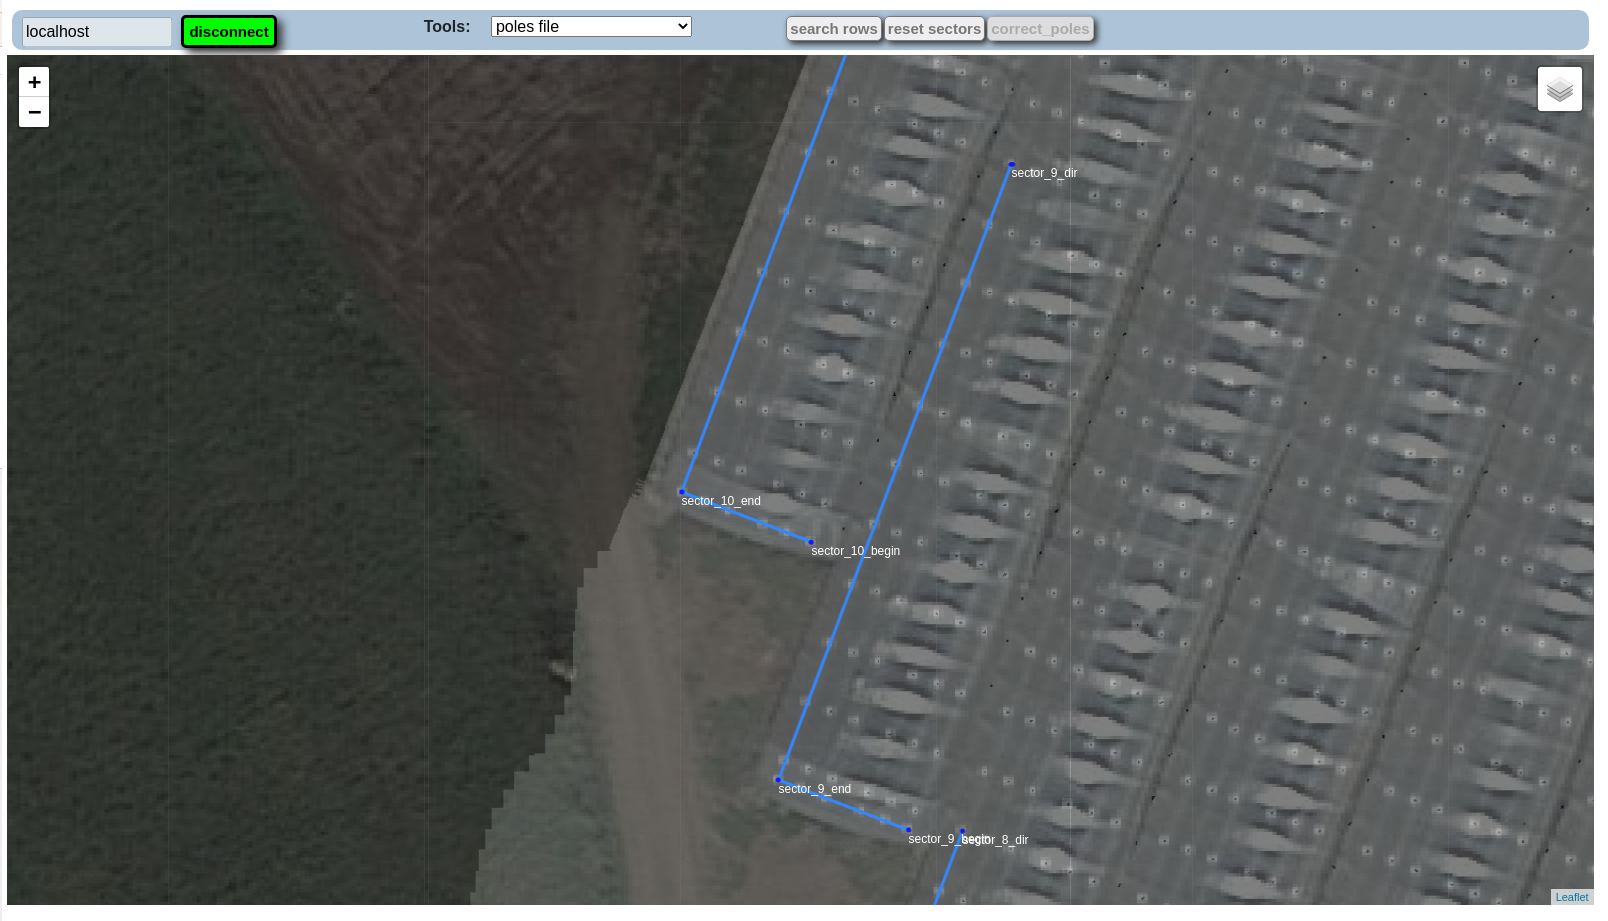 localhost
disconnect
Tools:
poles file
search rows
reset sectors
correct_poles
+
−
sector_9_dir
sector_10_end
sector_10_begin
sector_9_end
sector_9_begin
sector_8_dir
Leaflet